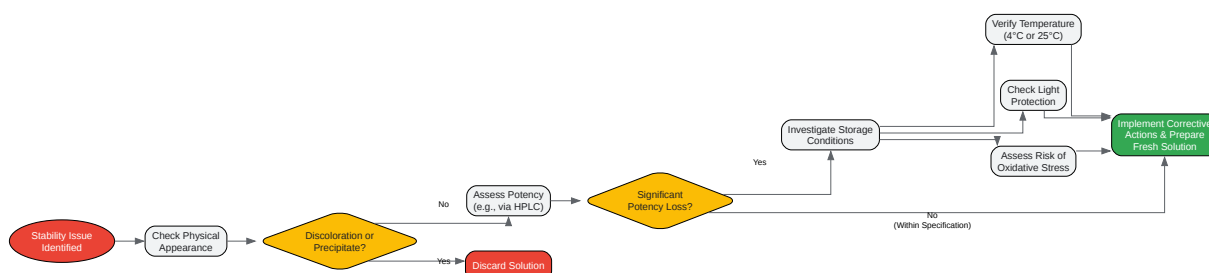 Stability Issue
Identified
Check Physical
Appearance
Discoloration or
Precipitate?
No
Yes
Discard Solution
Assess Potency
(e.g., via HPLC)
Significant
Potency Loss?
Yes
No
(Within Specification)
Investigate Storage
Conditions
Verify Temperature
(4°C or 25°C)
Check Light
Protection
Assess Risk of
Oxidative Stress
Implement Corrective
Actions & Prepare
Fresh Solution